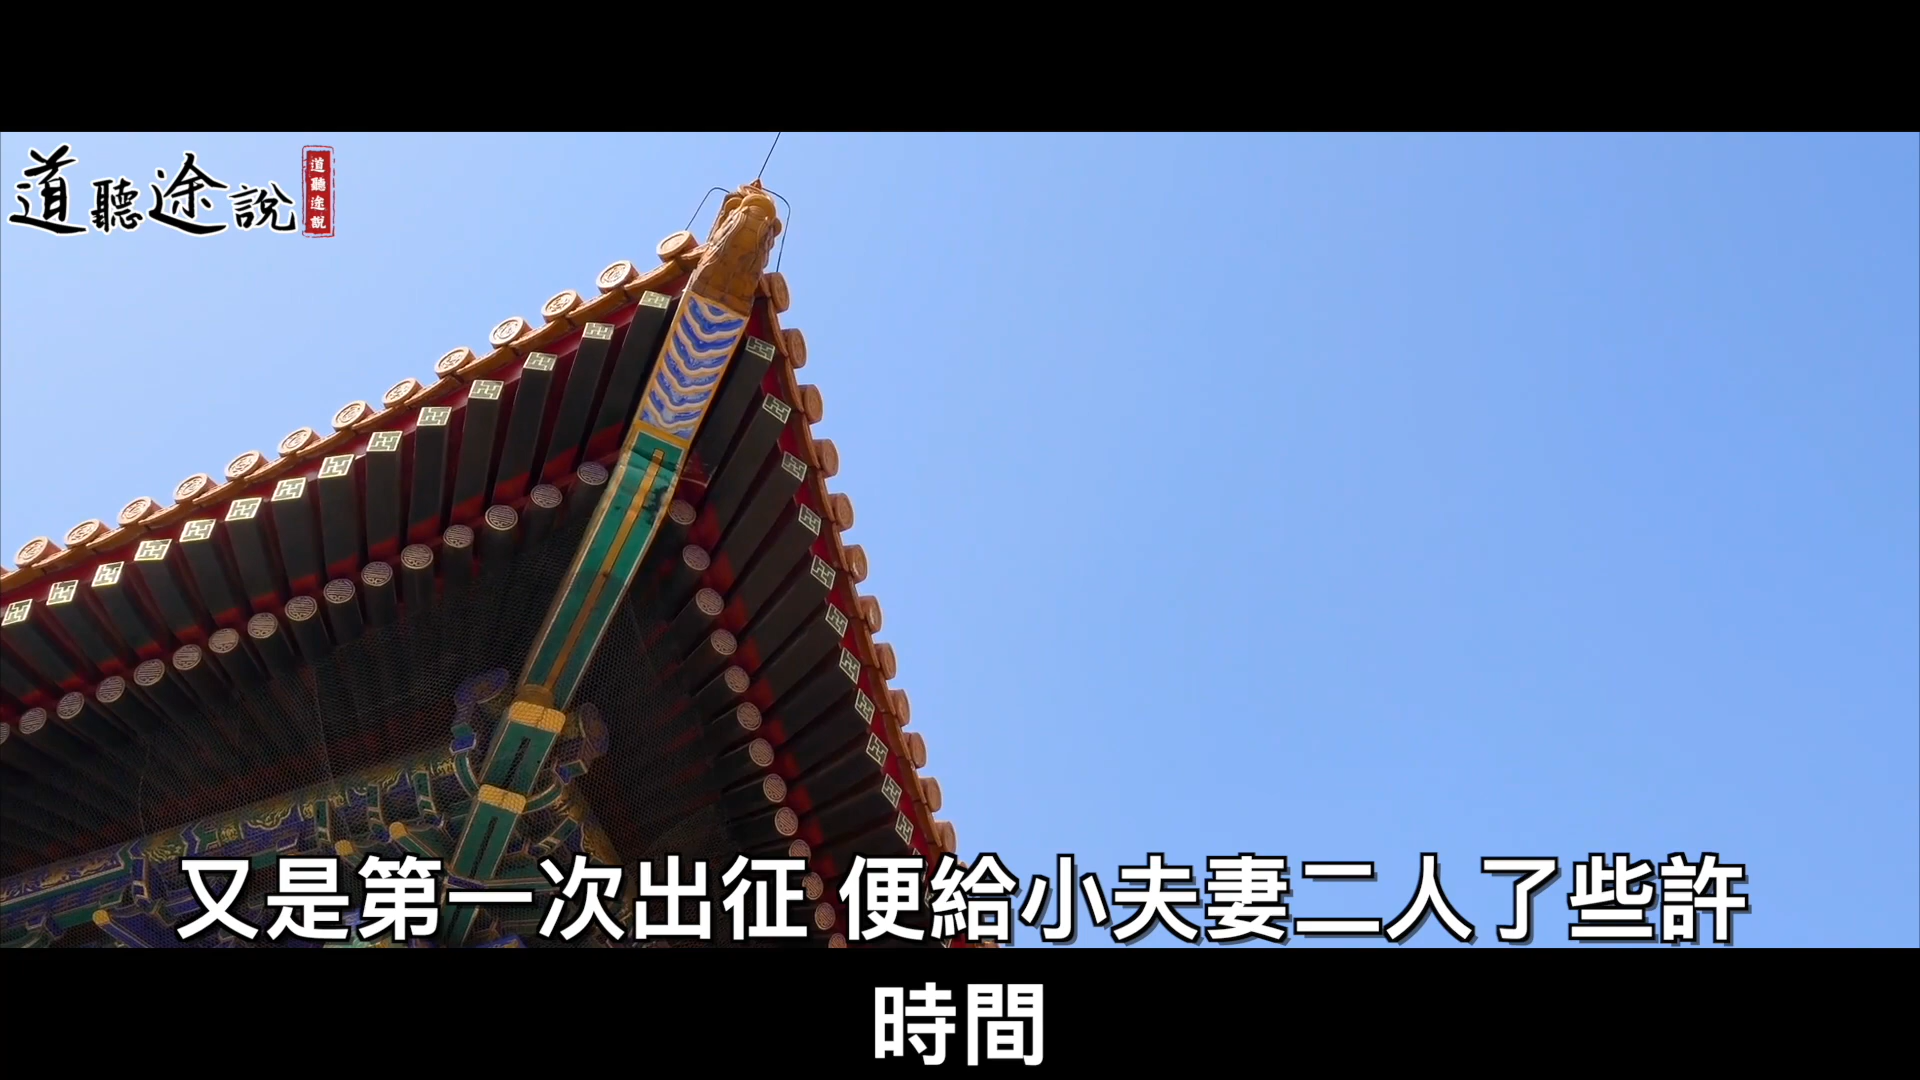 道聽途說
道聽途說
又是第一次出征 便給小夫妻二人了些許
時間